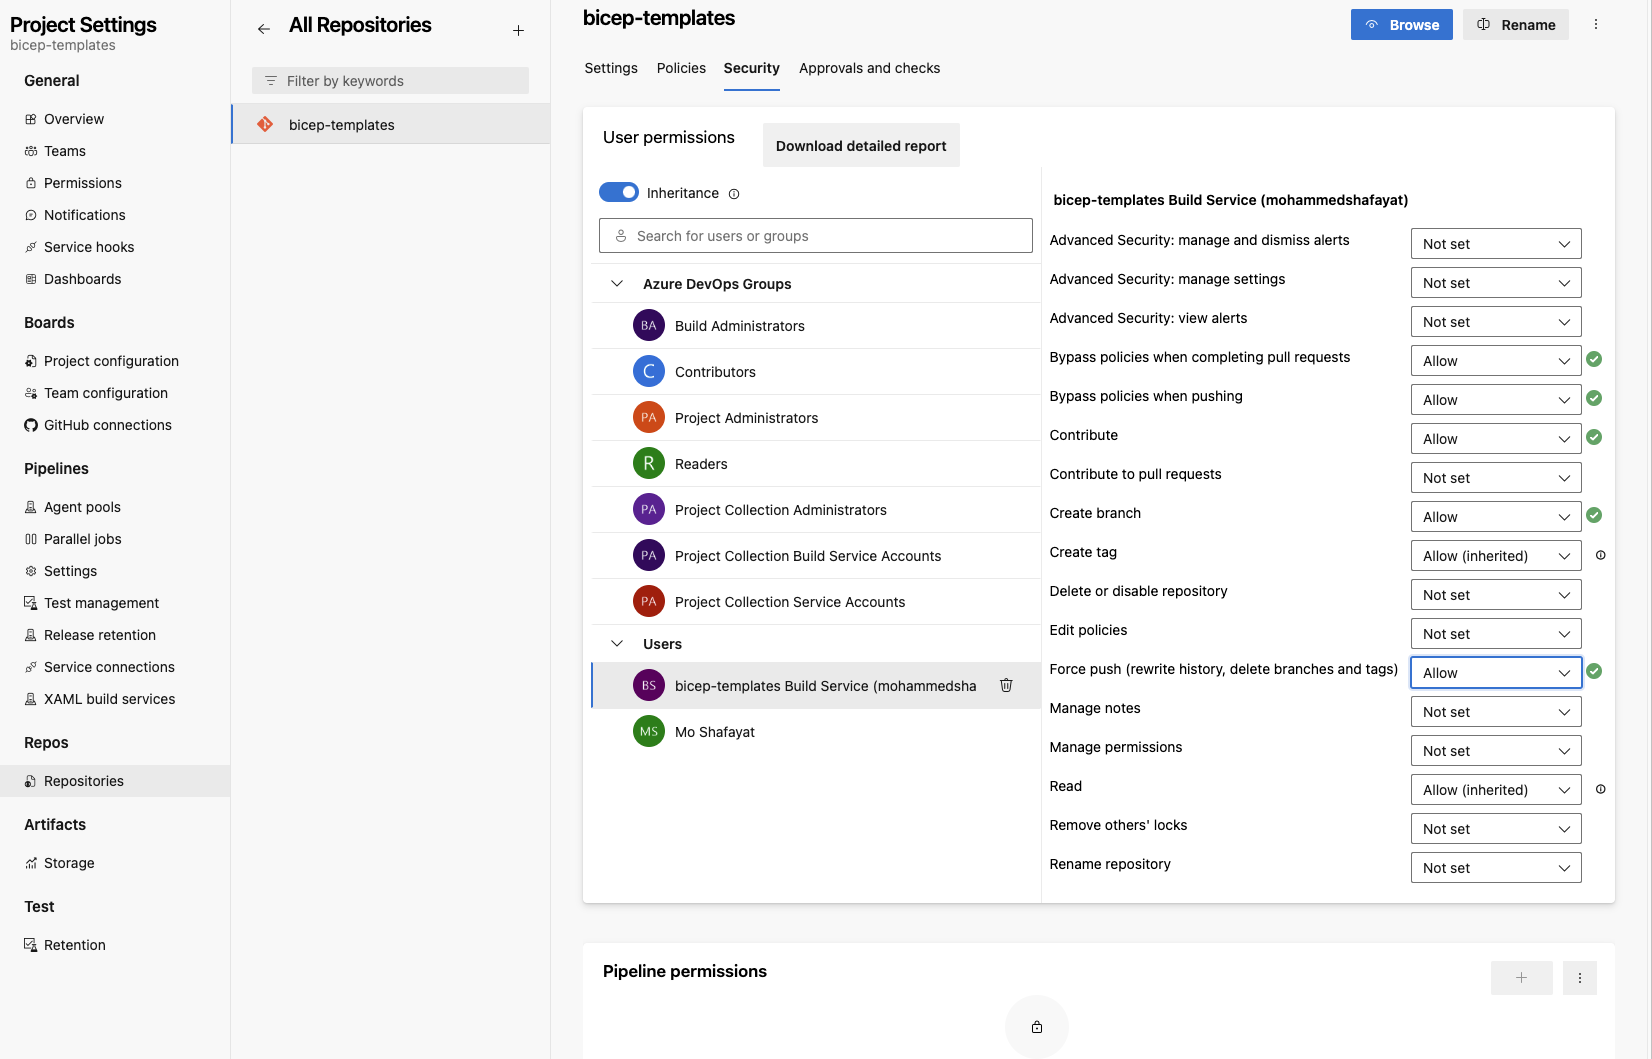 Project Settings
bicep-templates
General
Overview
Teams
Permissions
Notifications
Service hooks
Dashboards
Boards
Project configuration
Team configuration
GitHub connections
Pipelines
Agent pools
Parallel jobs
Settings
Test management
Release retention
Service connections
XAML build services
Repos
Repositories
Artifacts
Storage
Test
Retention
All Repositories
Filter by keywords
bicep-templates
bicep-templates
Browse
Rename
Settings Policies Security Approvals and checks
User permissions
Download detailed report
Inheritance
Search for users or groups
Azure DevOps Groups
BA Build Administrators
C Contributors
PA Project Administrators
R Readers
PA Project Collection Administrators
PA Project Collection Build Service Accounts
PA Project Collection Service Accounts
Users
BS bicep-templates Build Service (mohammedsha
MS Mo Shafayat
bicep-templates Build Service (mohammedshafayat)
Advanced Security: manage and dismiss alerts Not set
Advanced Security: manage settings Not set
Advanced Security: view alerts Not set
Bypass policies when completing pull requests Allow
Bypass policies when pushing Allow
Contribute Allow
Contribute to pull requests Not set
Create branch Allow
Create tag Allow (inherited)
Delete or disable repository Not set
Edit policies Not set
Force push (rewrite history, delete branches and tags) Allow
Manage notes Not set
Manage permissions Not set
Read Allow (inherited)
Remove others' locks Not set
Rename repository Not set
Pipeline permissions